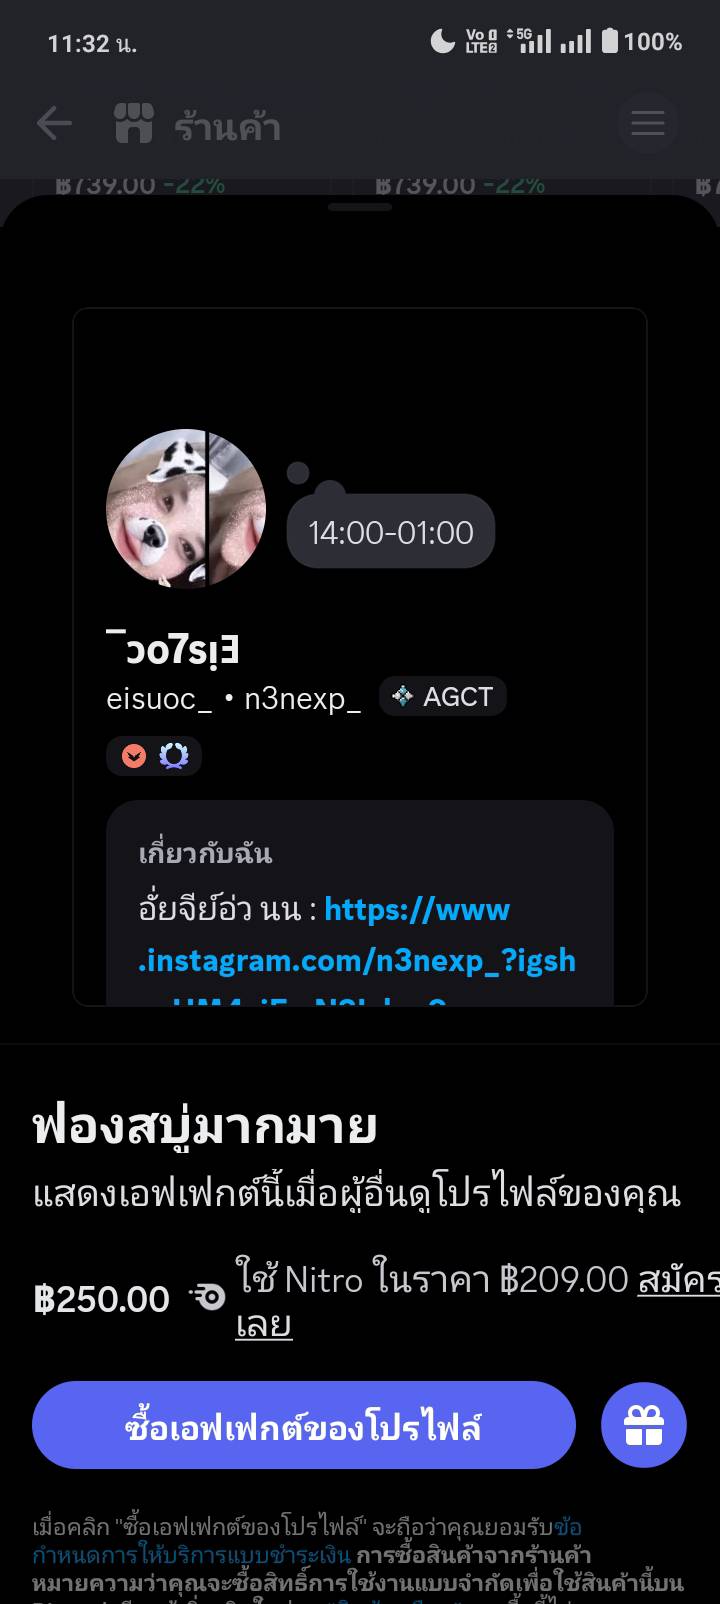 11:32 น.
Vo LTE2 5G 100%
ร้านค้า
฿739.00 -22% ฿739.00 -22%
14:00-01:00
¯ɔo7sᴉƎ
eisuoc_ • n3nexp_ AGCT
เกี่ยวกับฉัน
อั่ยจีย์อ่ว นน : https://www
.instagram.com/n3nexp_?igsh
ฟองสบู่มากมาย
แสดงเอฟเฟกต์นี้เมื่อผู้อื่นดูโปรไฟล์ของคุณ
฿250.00 ใช้ Nitro ในราคา ฿209.00 สมัคร
เลย
ซื้อเอฟเฟกต์ของโปรไฟล์
เมื่อคลิก "ซื้อเอฟเฟกต์ของโปรไฟล์" จะถือว่าคุณยอมรับข้อ
กำหนดการให้บริการแบบชำระเงิน การซื้อสินค้าจากร้านค้า
หมายความว่าคุณจะซื้อสิทธิ์การใช้งานแบบจำกัดเพื่อใช้สินค้านี้บน